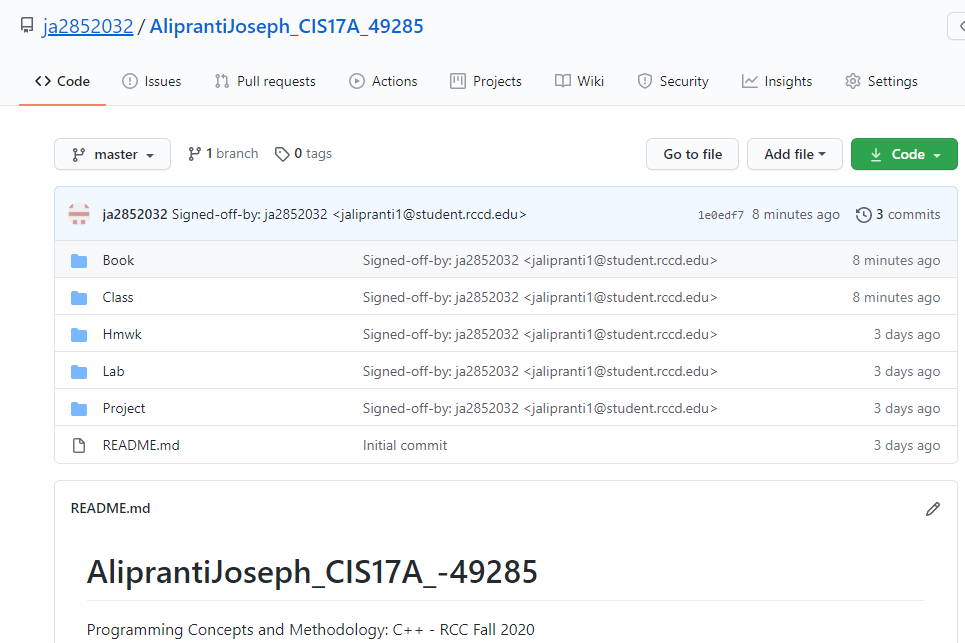 ja2852032 / AliprantiJoseph_CIS17A_49285
Code Issues Pull requests Actions Projects Wiki Security Insights Settings
master 1 branch 0 tags Go to file Add file Code
ja2852032 Signed-off-by: ja2852032 <jalipranti1@student.rccd.edu> 1e0edf7 8 minutes ago 3 commits
Book Signed-off-by: ja2852032 <jalipranti1@student.rccd.edu> 8 minutes ago
Class Signed-off-by: ja2852032 <jalipranti1@student.rccd.edu> 8 minutes ago
Hmwk Signed-off-by: ja2852032 <jalipranti1@student.rccd.edu> 3 days ago
Lab Signed-off-by: ja2852032 <jalipranti1@student.rccd.edu> 3 days ago
Project Signed-off-by: ja2852032 <jalipranti1@student.rccd.edu> 3 days ago
README.md Initial commit 3 days ago
README.md
AliprantiJoseph_CIS17A_-49285
Programming Concepts and Methodology: C++ - RCC Fall 2020